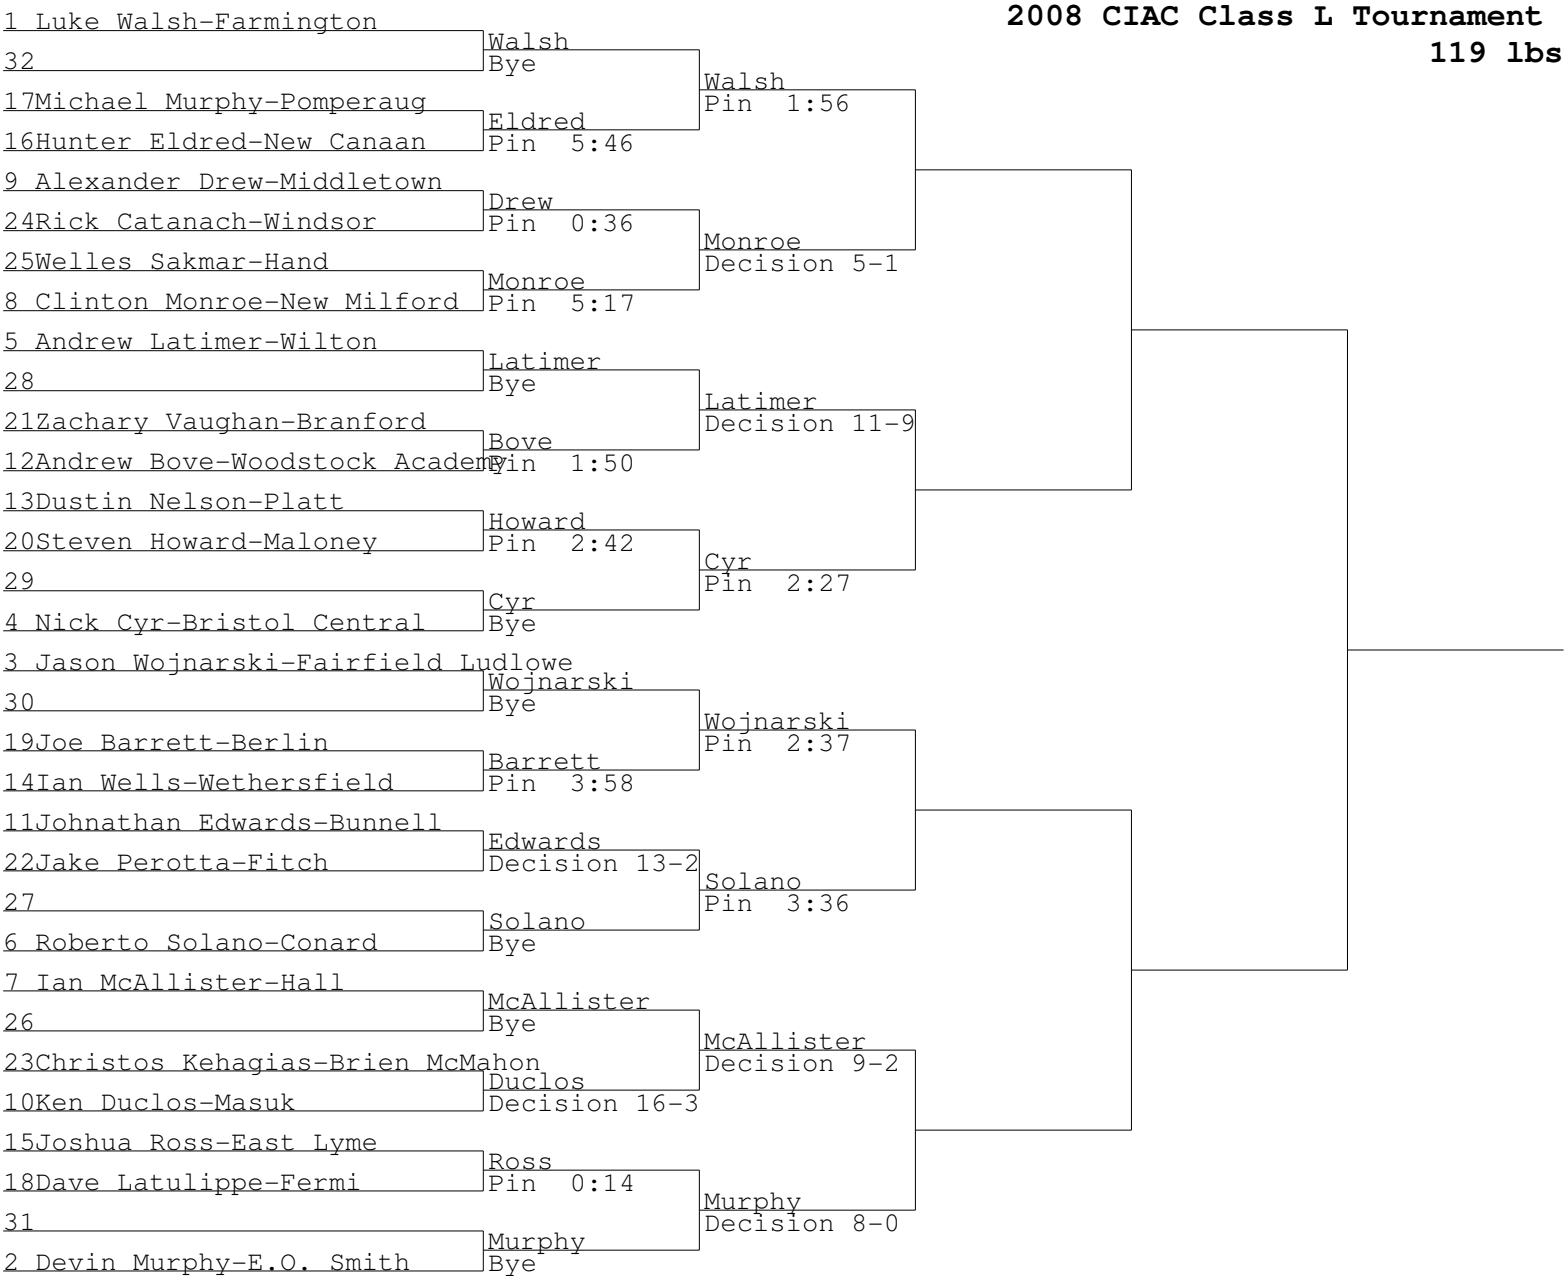 2008 CIAC Class L Tournament
119 lbs
1 Luke Walsh-Farmington
Walsh
32
Bye
Walsh
17Michael Murphy-Pomperaug
Pin 1:56
Eldred
16Hunter Eldred-New Canaan
Pin 5:46
9 Alexander Drew-Middletown
Drew
24Rick Catanach-Windsor
Pin 0:36
Monroe
25Welles Sakmar-Hand
Decision 5-1
Monroe
8 Clinton Monroe-New Milford
Pin 5:17
5 Andrew Latimer-Wilton
Latimer
28
Bye
Latimer
21Zachary Vaughan-Branford
Decision 11-9
Bove
12Andrew Bove-Woodstock Academy
Pin 1:50
13Dustin Nelson-Platt
Howard
20Steven Howard-Maloney
Pin 2:42
Cyr
29
Pin 2:27
Cyr
4 Nick Cyr-Bristol Central
Bye
3 Jason Wojnarski-Fairfield Ludlowe
Wojnarski
30
Bye
Wojnarski
19Joe Barrett-Berlin
Pin 2:37
Barrett
14Ian Wells-Wethersfield
Pin 3:58
11Johnathan Edwards-Bunnell
Edwards
22Jake Perotta-Fitch
Decision 13-2
Solano
27
Pin 3:36
Solano
6 Roberto Solano-Conard
Bye
7 Ian McAllister-Hall
McAllister
26
Bye
McAllister
23Christos Kehagias-Brien McMahon
Decision 9-2
Duclos
10Ken Duclos-Masuk
Decision 16-3
15Joshua Ross-East Lyme
Ross
18Dave Latulippe-Fermi
Pin 0:14
Murphy
31
Decision 8-0
Murphy
2 Devin Murphy-E.O. Smith
Bye